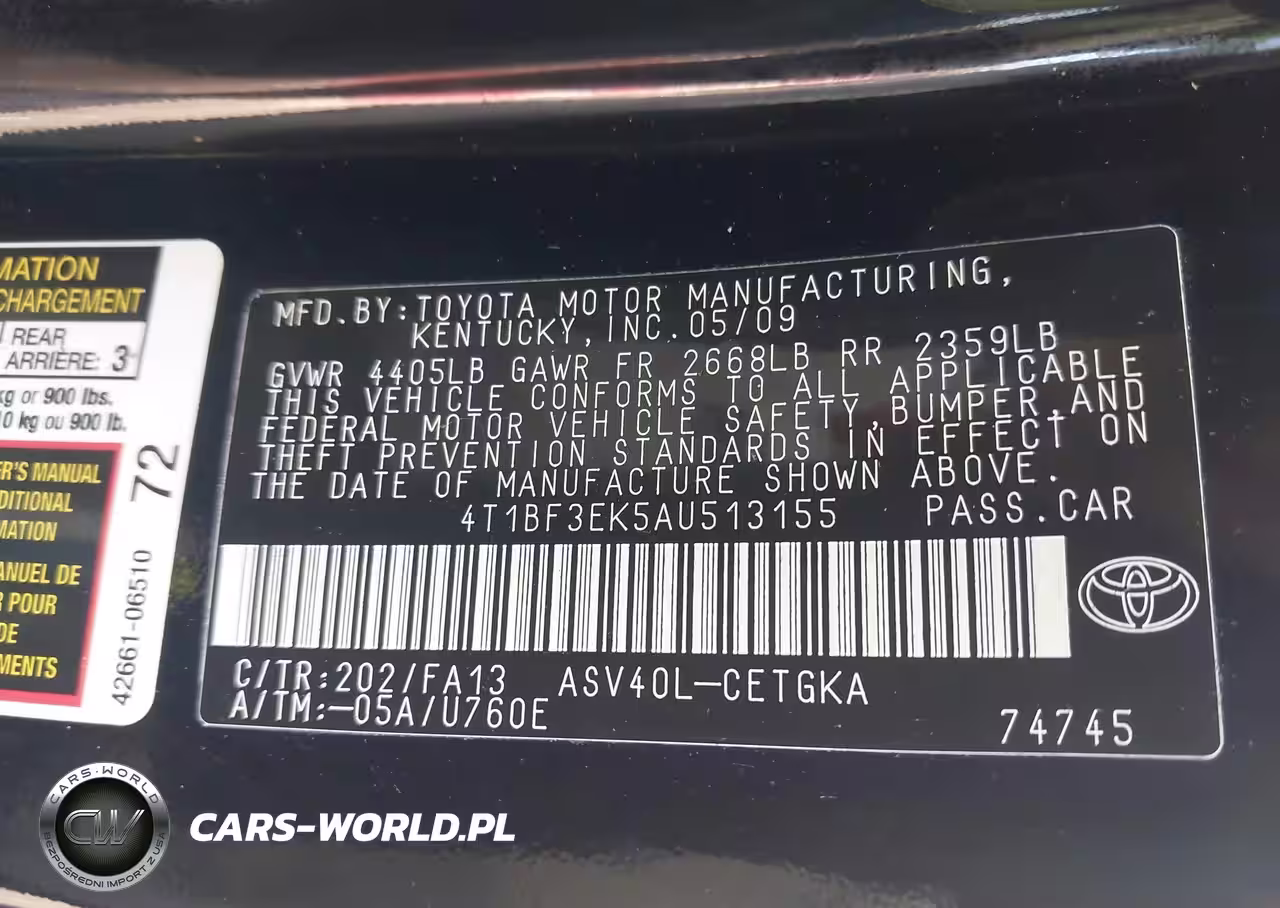 MATION
CHARGEMENT
REAR
ARRIÈRE: 3
kg or 900 lbs.
10 kg ou 900 lb.
ER'S MANUAL
DITIONAL
MATION
ANUEL DE
R POUR
DE
MENTS
72
42661-06510
MFD.BY:TOYOTA MOTOR MANUFACTURING,
KENTUCKY,INC.05/09
GVWR 4405LB GAWR FR 2668LB RR 2359LB
THIS VEHICLE CONFORMS TO ALL APPLICABLE
FEDERAL MOTOR VEHICLE SAFETY,BUMPER,AND
THEFT PREVENTION STANDARDS IN EFFECT ON
THE DATE OF MANUFACTURE SHOWN ABOVE.
4T1BF3EK5AU513155 PASS.CAR
C/TR:202/FA13 ASV40L-CETGKA
A/TM:-05A/U760E
74745
CARS-WORLD
CW
BEZPOŚREDNI IMPORT Z USA
CARS-WORLD.PL